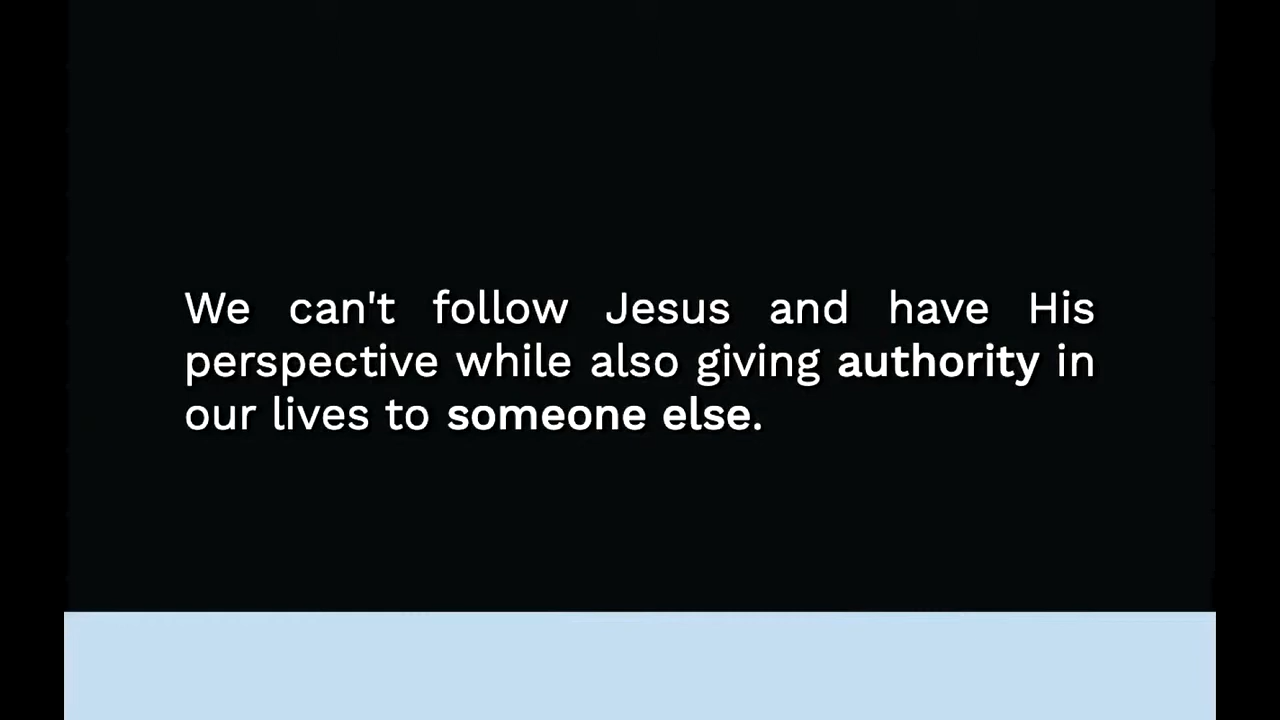 We can't follow Jesus and have His
perspective while also giving authority in
our lives to someone else.